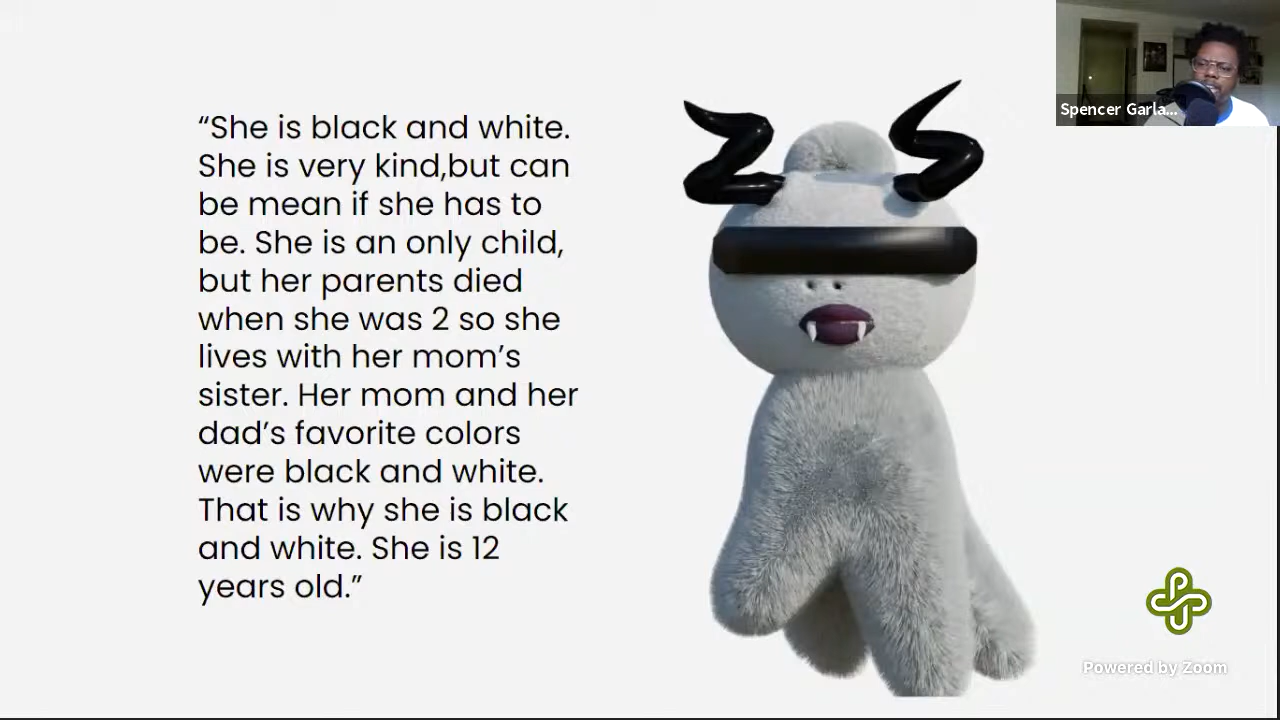 Spencer Garla...
“She is black and white.
She is very kind,but can
be mean if she has to
be. She is an only child,
but her parents died
when she was 2 so she
lives with her mom’s
sister. Her mom and her
dad’s favorite colors
were black and white.
That is why she is black
and white. She is 12
years old.”
PSU
Powered by Zoom